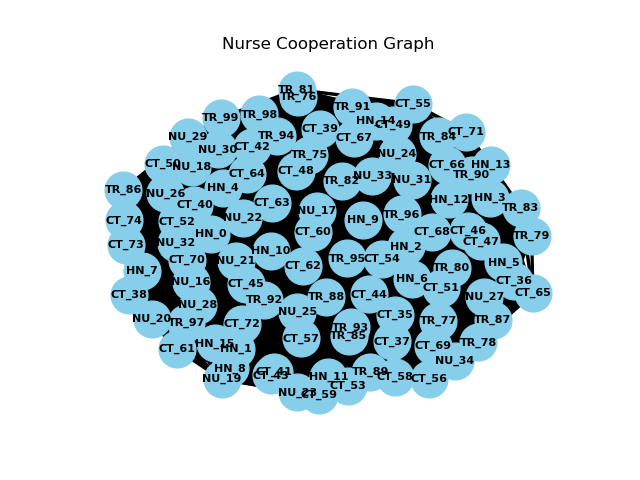 Nurse Cooperation Graph
TR_81
TR_76
TR_91
HN_14
CT_49
CT_55
TR_99
TR_98
CT_39
CT_67
TR_84
CT_71
NU_29
NU_30
CT_42
TR_94
TR_75
NU_24
CT_50
NU_18
CT_64
CT_48
TR_82
NU_33
NU_31
CT_66
TR_90
HN_13
TR_86
NU_26
HN_4
CT_40
CT_63
NU_17
HN_12
HN_3
TR_83
CT_74
CT_52
NU_22
HN_9
TR_96
CT_73
NU_32
HN_0
CT_60
CT_68
CT_46
CT_47
TR_79
HN_10
HN_2
HN_7
CT_70
NU_21
CT_62
TR_95
CT_54
TR_80
HN_5
CT_38
NU_16
CT_45
HN_6
CT_51
CT_36
CT_65
NU_28
TR_92
TR_88
CT_44
NU_27
NU_20
TR_97
CT_72
NU_25
TR_93
TR_85
CT_35
TR_77
TR_87
CT_61
HN_15
HN_1
CT_57
CT_37
CT_69
TR_78
HN_8
NU_19
CT_41
CT_43
HN_11
CT_53
TR_89
CT_58
CT_56
NU_34
NU_23
CT_59